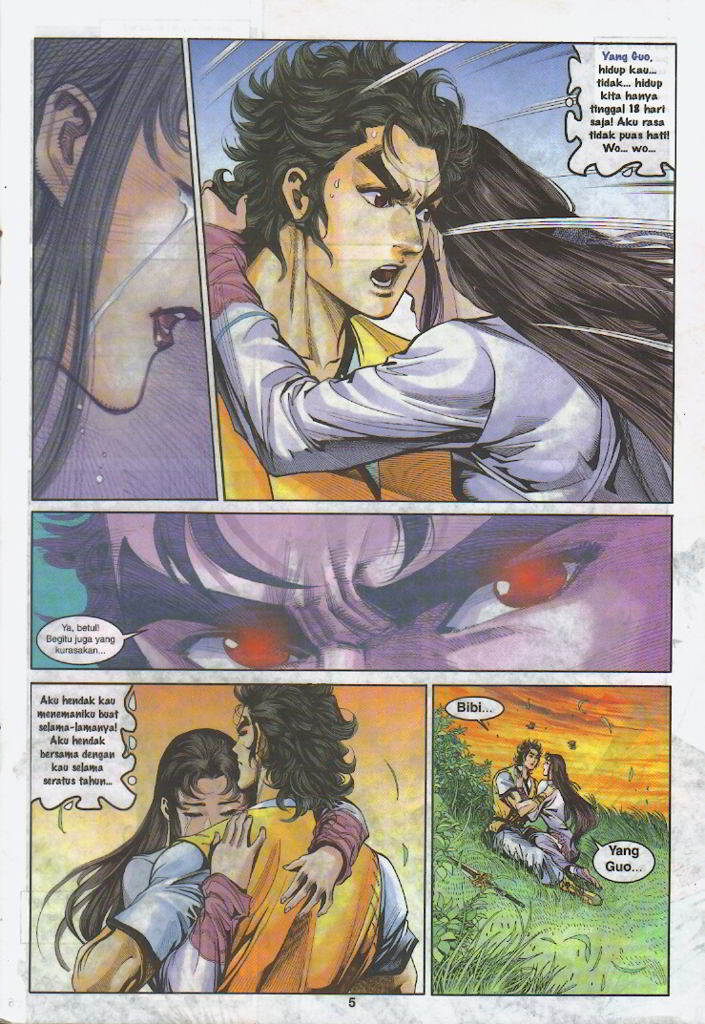 Yang Guo,
hidup kau...
tidak... hidup
kita hanya
tinggal 18 hari
saja! Aku rasa
tidak puas hati!
Wo... wo...
Ya, betul!
Begitu juga yang
kurasakan...
Aku hendak kau
menemaniku buat
selama-lamanya!
Aku hendak
bersama dengan
kau selama
seratus tahun...
Bibi...
Yang
Guo...
5